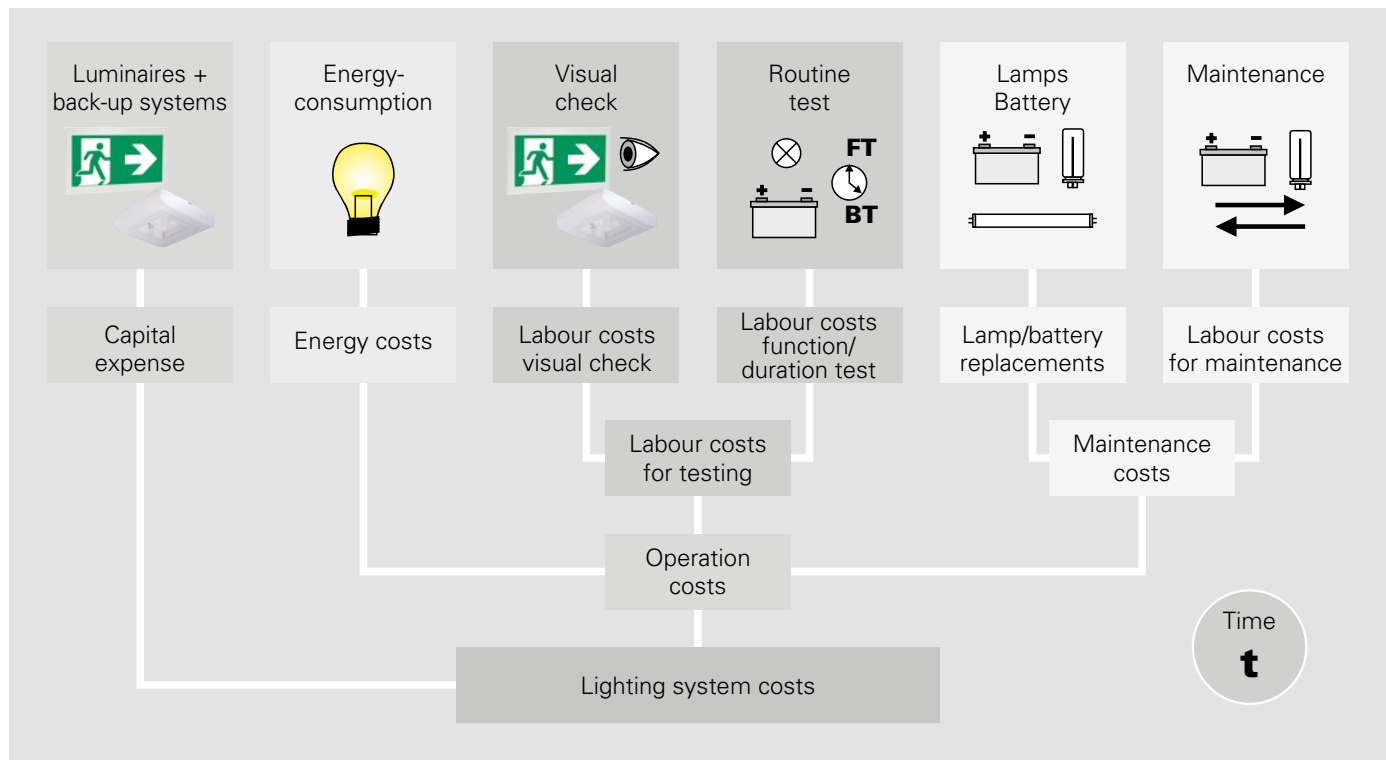 Luminaires +
back-up systems
Energy-
consumption
Visual
check
Routine
test
FT
BT
+ -
Lamps
Battery
+ -
Maintenance
+ -
Capital
expense
Energy costs
Labour costs
visual check
Labour costs
function/
duration test
Lamp/battery
replacements
Labour costs
for maintenance
Labour costs
for testing
Maintenance
costs
Operation
costs
Time
t
Lighting system costs